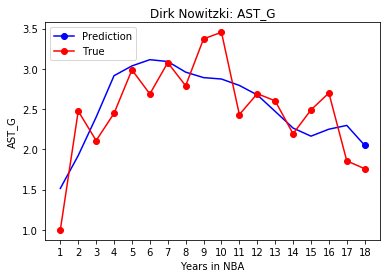 Dirk Nowitzki: AST_G
Prediction
True
3.5
3.0
2.5
2.0
1.5
1.0
AST_G
1 2 3 4 5 6 7 8 9 10 11 12 13 14 15 16 17 18
Years in NBA